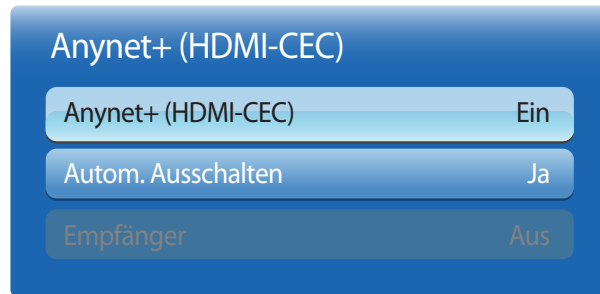 Anynet+ (HDMI-CEC)
Anynet+ (HDMI-CEC) Ein
Autom. Ausschalten Ja
Empfänger Aus